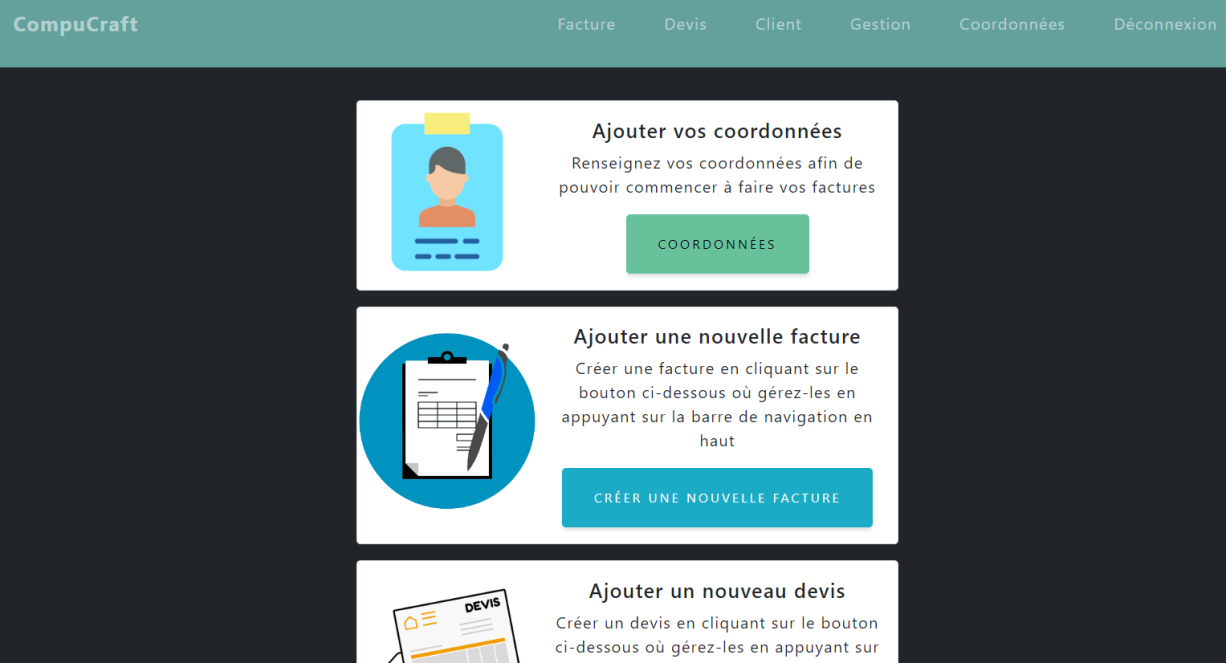 CompuCraft
Facture Devis Client Gestion Coordonnées Déconnexion
Ajouter vos coordonnées
Renseignez vos coordonnées afin de
pouvoir commencer à faire vos factures
COORDONNÉES
Ajouter une nouvelle facture
Créer une facture en cliquant sur le
bouton ci-dessous où gérez-les en
appuyant sur la barre de navigation en
haut
CRÉER UNE NOUVELLE FACTURE
DEVIS
Ajouter un nouveau devis
Créer un devis en cliquant sur le bouton
ci-dessous où gérez-les en appuyant sur